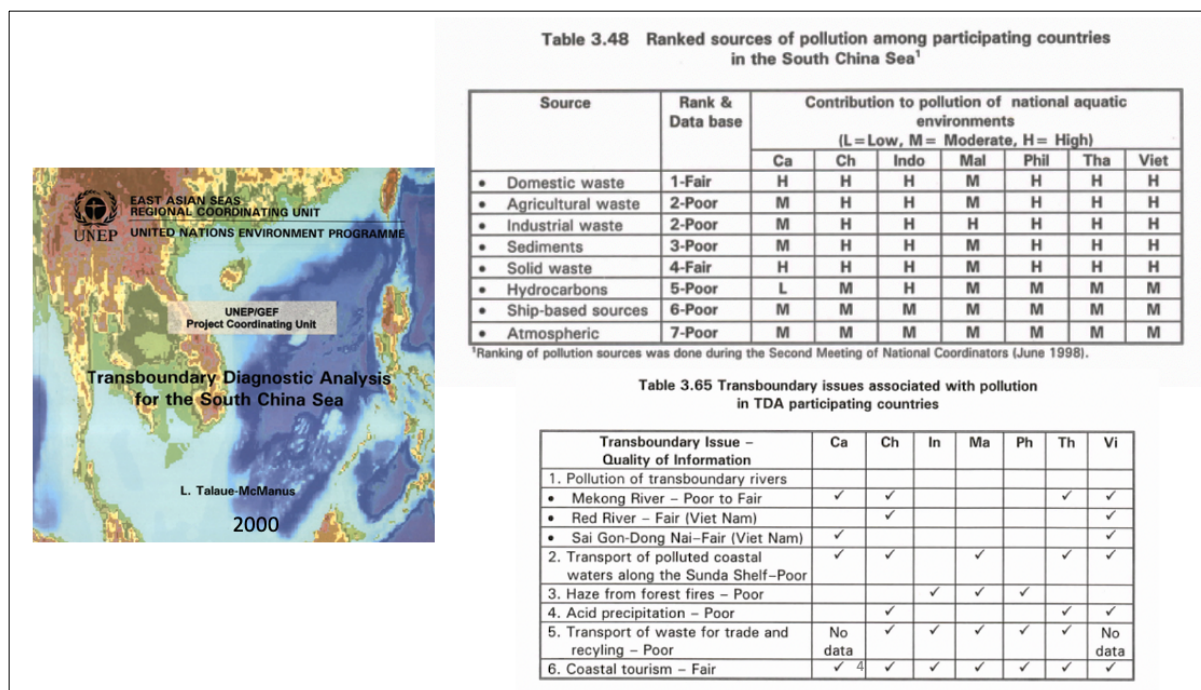 EAST ASIAN SEAS
REGIONAL COORDINATING UNIT
UNEP
UNITED NATIONS ENVIRONMENT PROGRAMME
UNEP/GEF
Project Coordinating Unit
Transboundary Diagnostic Analysis
for the South China Sea
L. Talaue-McManus
2000
Table 3.48 Ranked sources of pollution among participating countries
in the South China Sea¹
Source Rank & Data base Contribution to pollution of national aquatic environments (L=Low, M= Moderate, H= High)
Ca Ch Indo Mal Phil Tha Viet
• Domestic waste 1-Fair H H H M H H H
• Agricultural waste 2-Poor M H H M H H H
• Industrial waste 2-Poor M H H H H H H
• Sediments 3-Poor M H H M H H H
• Solid waste 4-Fair H H H M H H H
• Hydrocarbons 5-Poor L M H M M M M
• Ship-based sources 6-Poor M M M M M M M
• Atmospheric 7-Poor M M M M M M M
¹Ranking of pollution sources was done during the Second Meeting of National Coordinators (June 1998).
Table 3.65 Transboundary issues associated with pollution
in TDA participating countries
Transboundary Issue – Ca Ch In Ma Ph Th Vi
Quality of Information
1. Pollution of transboundary rivers
• Mekong River – Poor to Fair ✓ ✓ ✓ ✓
• Red River – Fair (Viet Nam) ✓ ✓
• Sai Gon-Dong Nai–Fair (Viet Nam) ✓ ✓
2. Transport of polluted coastal ✓ ✓ ✓ ✓ ✓
waters along the Sunda Shelf–Poor
3. Haze from forest fires – Poor ✓ ✓ ✓
4. Acid precipitation – Poor ✓ ✓ ✓
5. Transport of waste for trade and No ✓ ✓ ✓ ✓ ✓ No
recyling – Poor data data
6. Coastal tourism – Fair ✓ 4 ✓ ✓ ✓ ✓ ✓ ✓